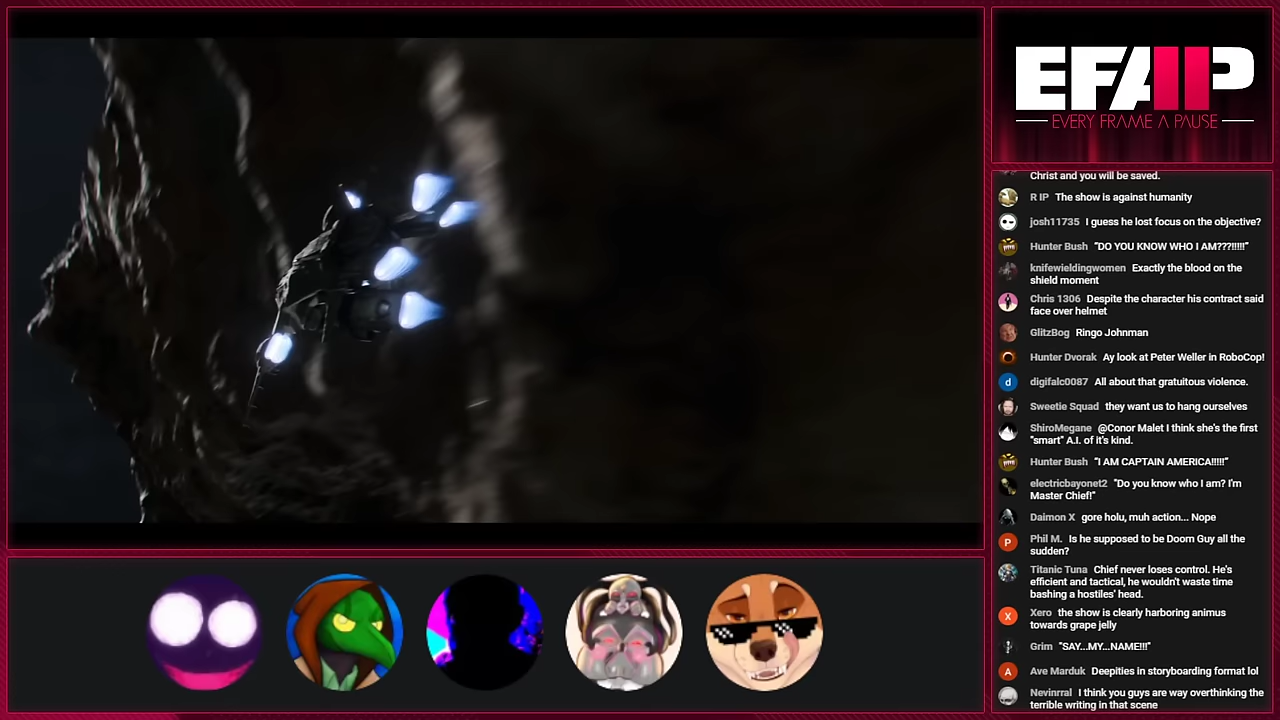 EFAP
EVERY FRAME A PAUSE
Christ and you will be saved.
R IP The show is against humanity
josh11735 I guess he lost focus on the objective?
Hunter Bush “DO YOU KNOW WHO I AM???!!!!!”
knifewieldingwomen Exactly the blood on the
shield moment
Chris 1306 Despite the character his contract said
face over helmet
GlitzBog Ringo Johnman
Hunter Dvorak Ay look at Peter Weller in RoboCop!
d
digifalc0087 All about that gratuitous violence.
Sweetie Squad they want us to hang ourselves
ShiroMegane @Conor Malet I think she's the first
"smart" A.I. of it's kind.
Hunter Bush “I AM CAPTAIN AMERICA!!!!!”
electricbayonet2 "Do you know who I am? I'm
Master Chief!"
Daimon X gore holu, muh action... Nope
P
Phil M. Is he supposed to be Doom Guy all the
sudden?
Titanic Tuna Chief never loses control. He's
efficient and tactical, he wouldn't waste time
bashing a hostiles' head.
X
Xero the show is clearly harboring animus
towards grape jelly
Grim "SAY...MY...NAME!!!"
A
Ave Marduk Deepities in storyboarding format lol
Nevinrral I think you guys are way overthinking the
terrible writing in that scene